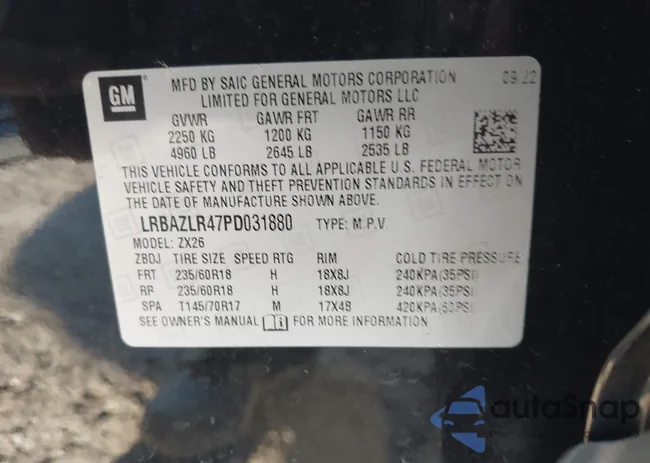 GM
MFD BY SAIC GENERAL MOTORS CORPORATION 09/22
LIMITED FOR GENERAL MOTORS LLC
GVWR GAWR FRT GAWR RR
2250 KG 1200 KG 1150 KG
4960 LB 2645 LB 2535 LB
THIS VEHICLE CONFORMS TO ALL APPLICABLE U.S. FEDERAL MOTOR
VEHICLE SAFETY AND THEFT PREVENTION STANDARDS IN EFFECT ON
THE DATE OF MANUFACTURE SHOWN ABOVE.
LRBAZLR47PD031880 TYPE: M.P.V.
MODEL: ZX26
ZBDJ TIRE SIZE SPEED RTG RIM COLD TIRE PRESSURE
FRT 235/60R18 H 18X8J 240KPA(35PSI)
RR 235/60R18 H 18X8J 240KPA(35PSI)
SPA T145/70R17 M 17X4B 420KPA(60PSI)
SEE OWNER'S MANUAL FOR MORE INFORMATION
autoSnap